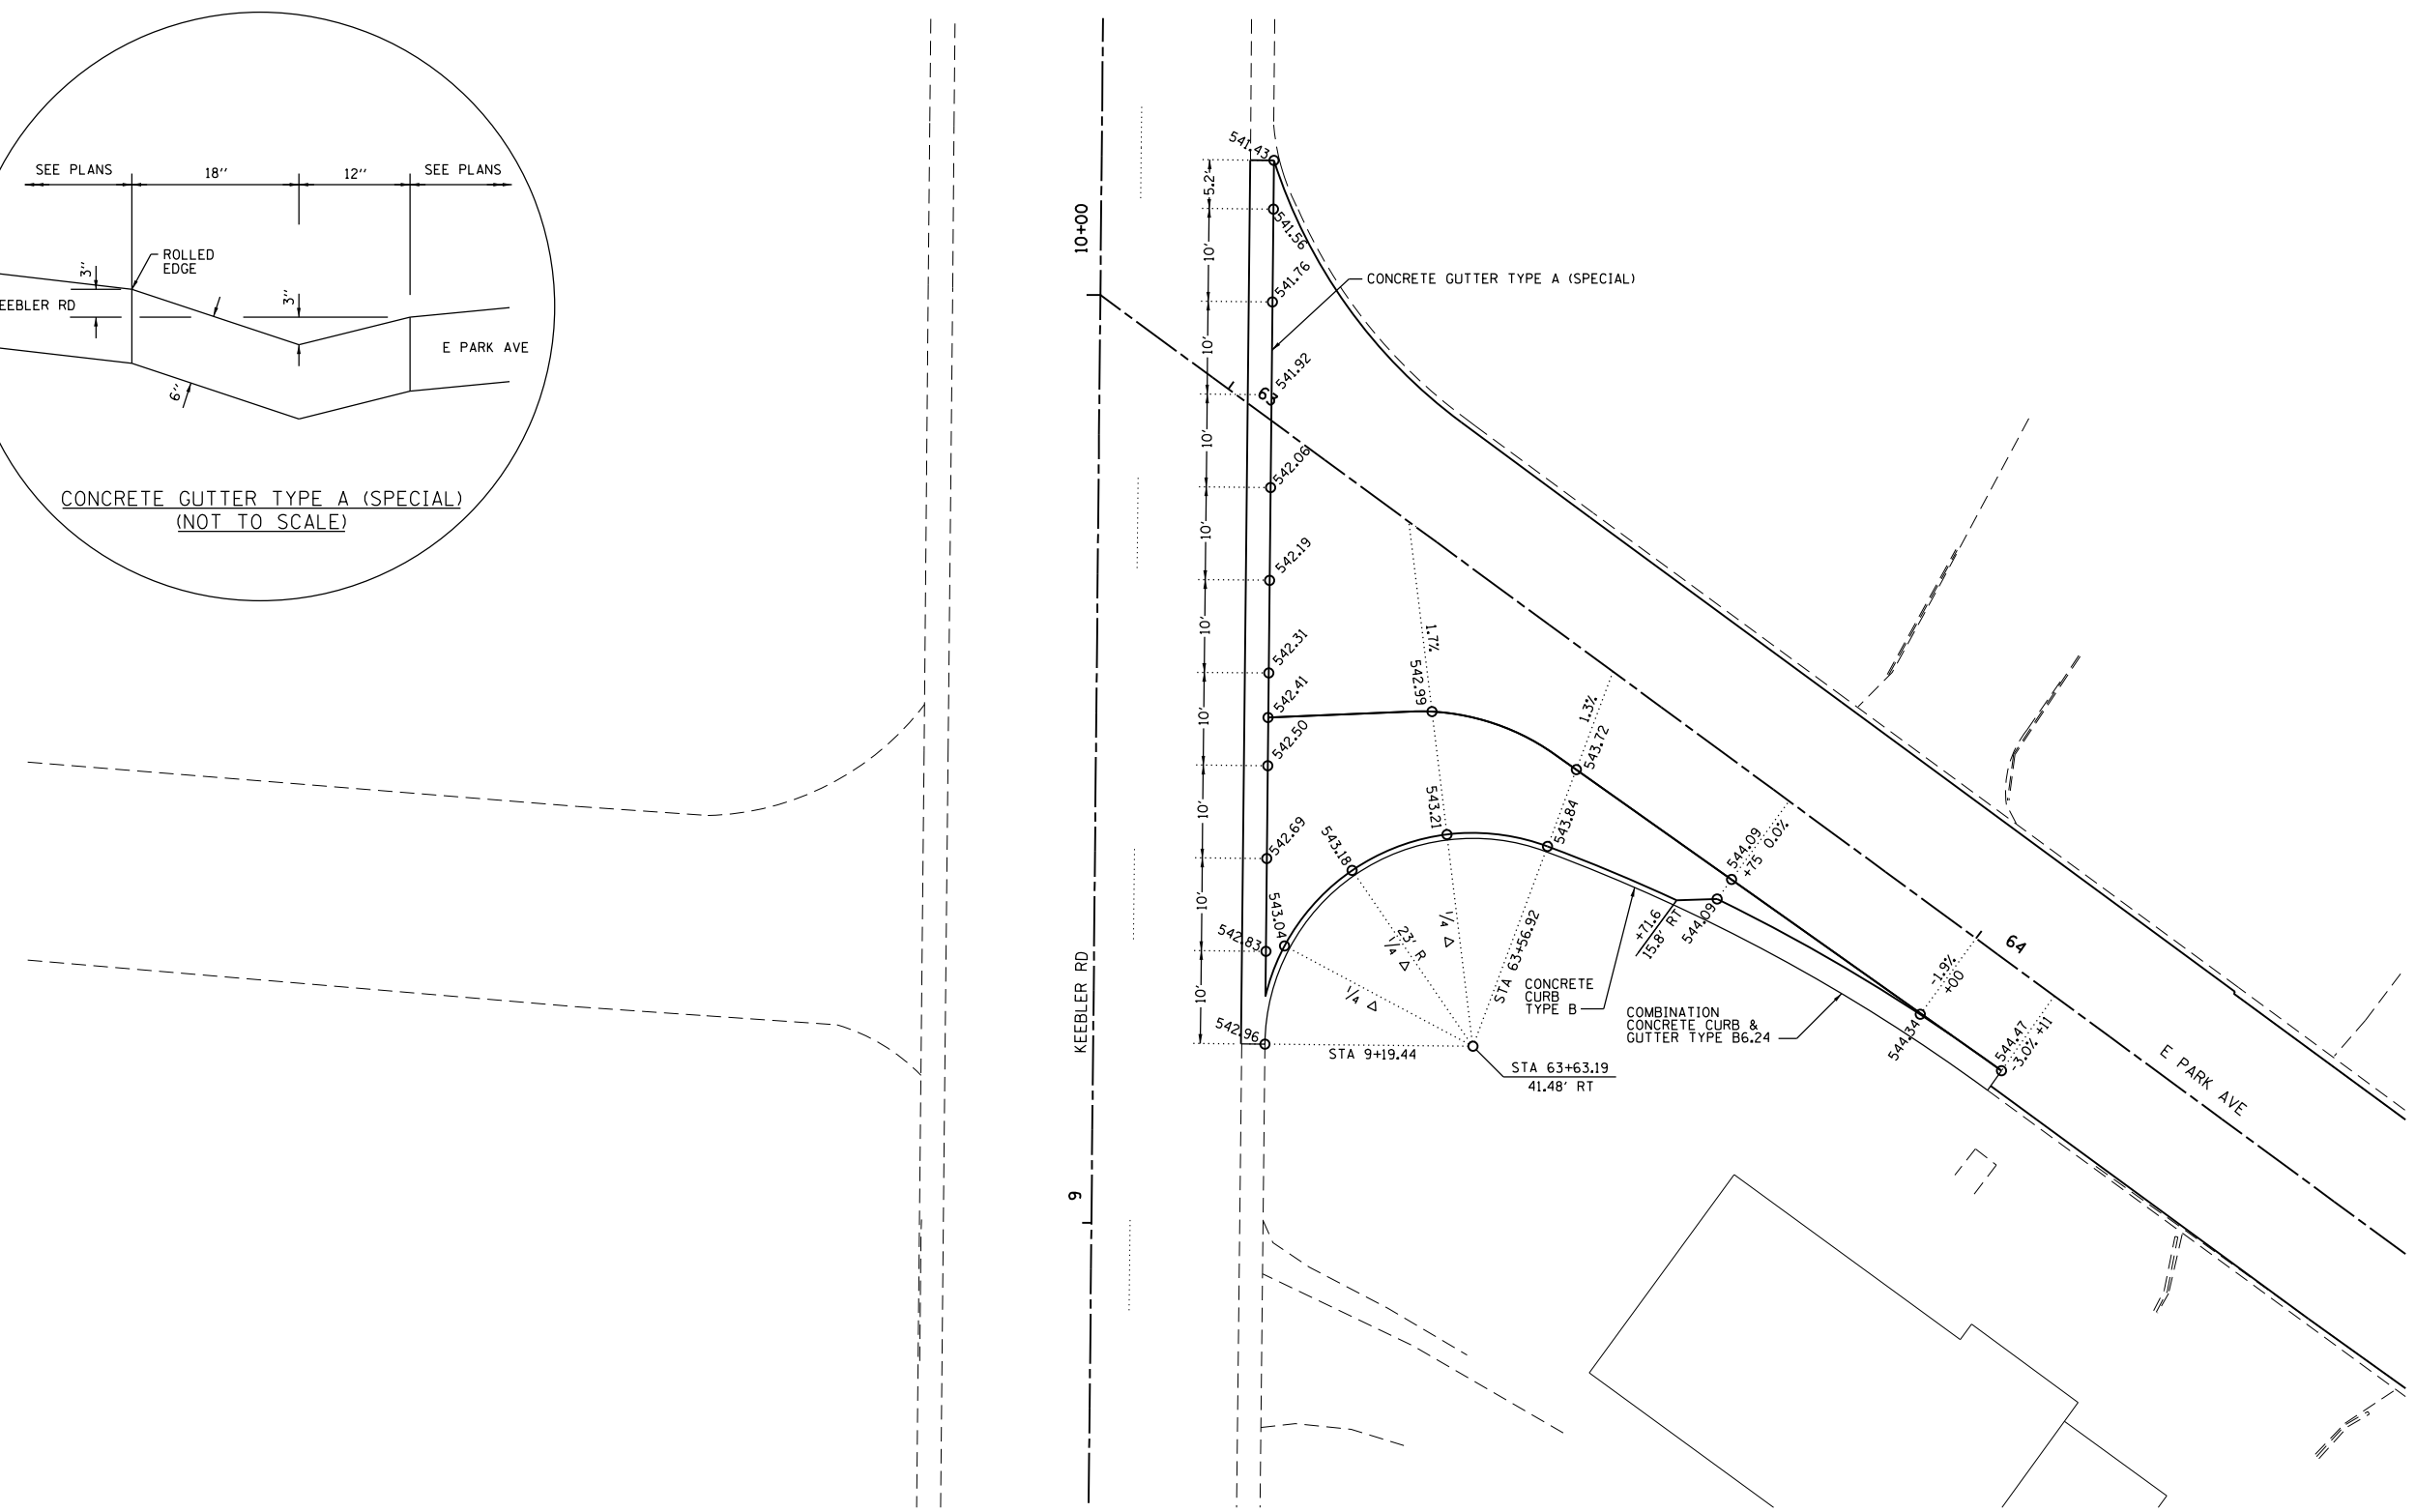 SEE PLANS
18''
12''
SEE PLANS
3''
ROLLED
EDGE
3''
EEBLER RD
E PARK AVE
6''
CONCRETE GUTTER TYPE A (SPECIAL)
(NOT TO SCALE)
10+00
KEEBLER RD
9
5.2'
10'
10'
10'
10'
10'
10'
10'
10'
10'
541.43
541.56
541.76
541.92
542.06
542.19
542.31
542.41
542.50
542.69
542.83
542.96
63
CONCRETE GUTTER TYPE A (SPECIAL)
1.7%
542.99
543.21
1.3%
543.72
543.84
543.18
543.04
1/4 Δ
23' R
1/4 Δ
1/4 Δ
STA 63+56.92
544.09
+75 0.0%
544.09
+71.6
15.8' RT
CONCRETE
CURB
TYPE B
COMBINATION
CONCRETE CURB &
GUTTER TYPE B6.24
STA 9+19.44
STA 63+63.19
41.48' RT
64
-1.9%
+00
544.34
544.47
-3.0% +11
E PARK AVE